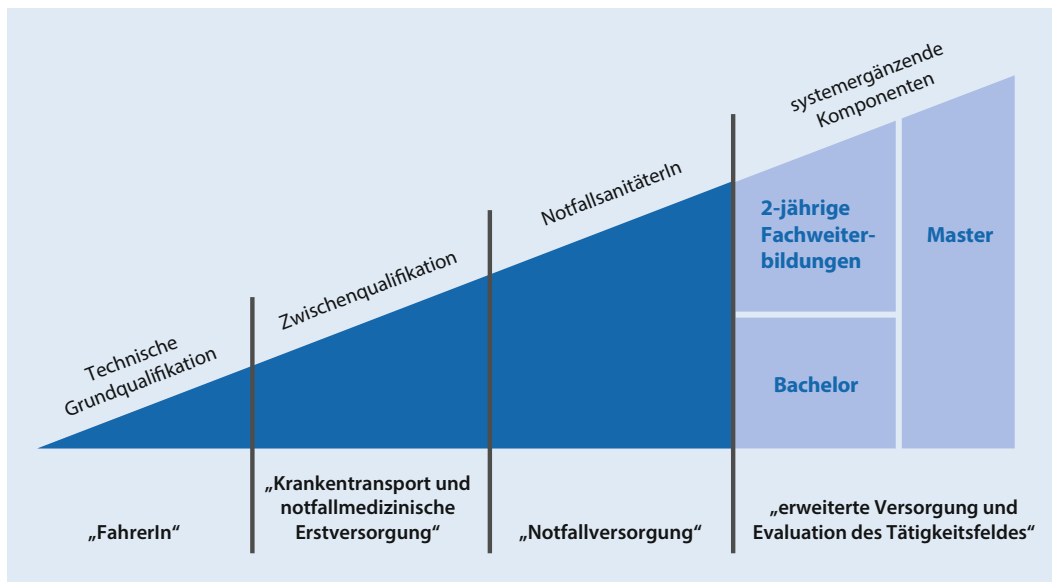 systemergänzende
Komponenten
NotfallsanitäterIn
Zwischenqualifikation
Technische
Grundqualifikation
2-jährige
Fachweiter-
bildungen
Master
Bachelor
„FahrerIn“
„Krankentransport und
notfallmedizinische
Erstversorgung“
„Notfallversorgung“
„erweiterte Versorgung und
Evaluation des Tätigkeitsfeldes“